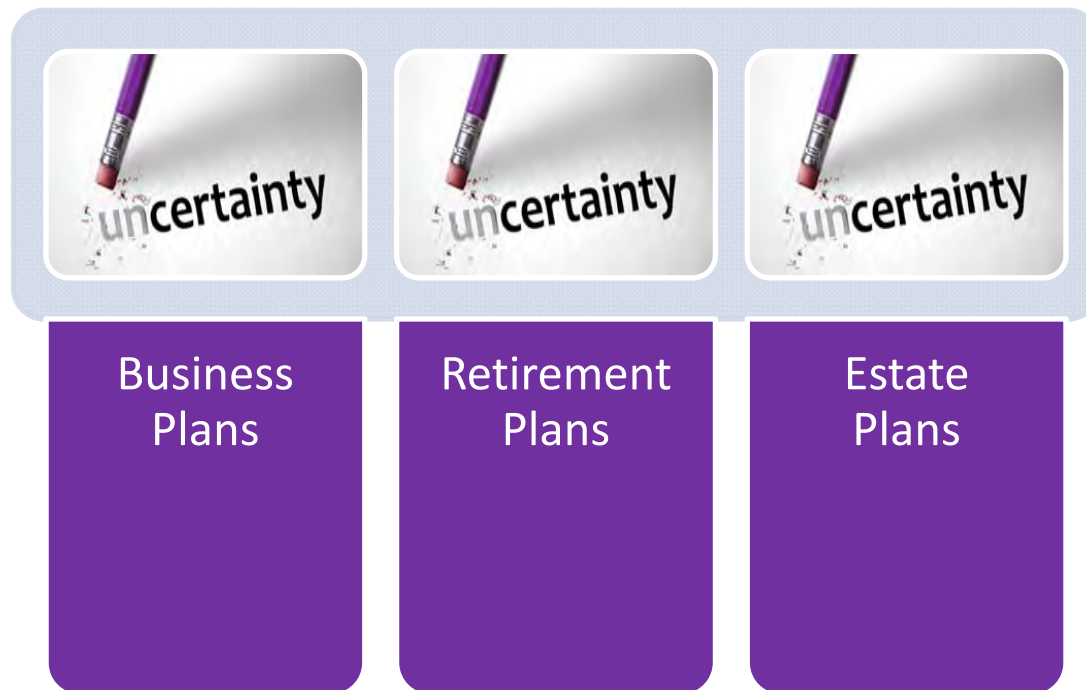 uncertainty
uncertainty
uncertainty
Business
Plans
Retirement
Plans
Estate
Plans